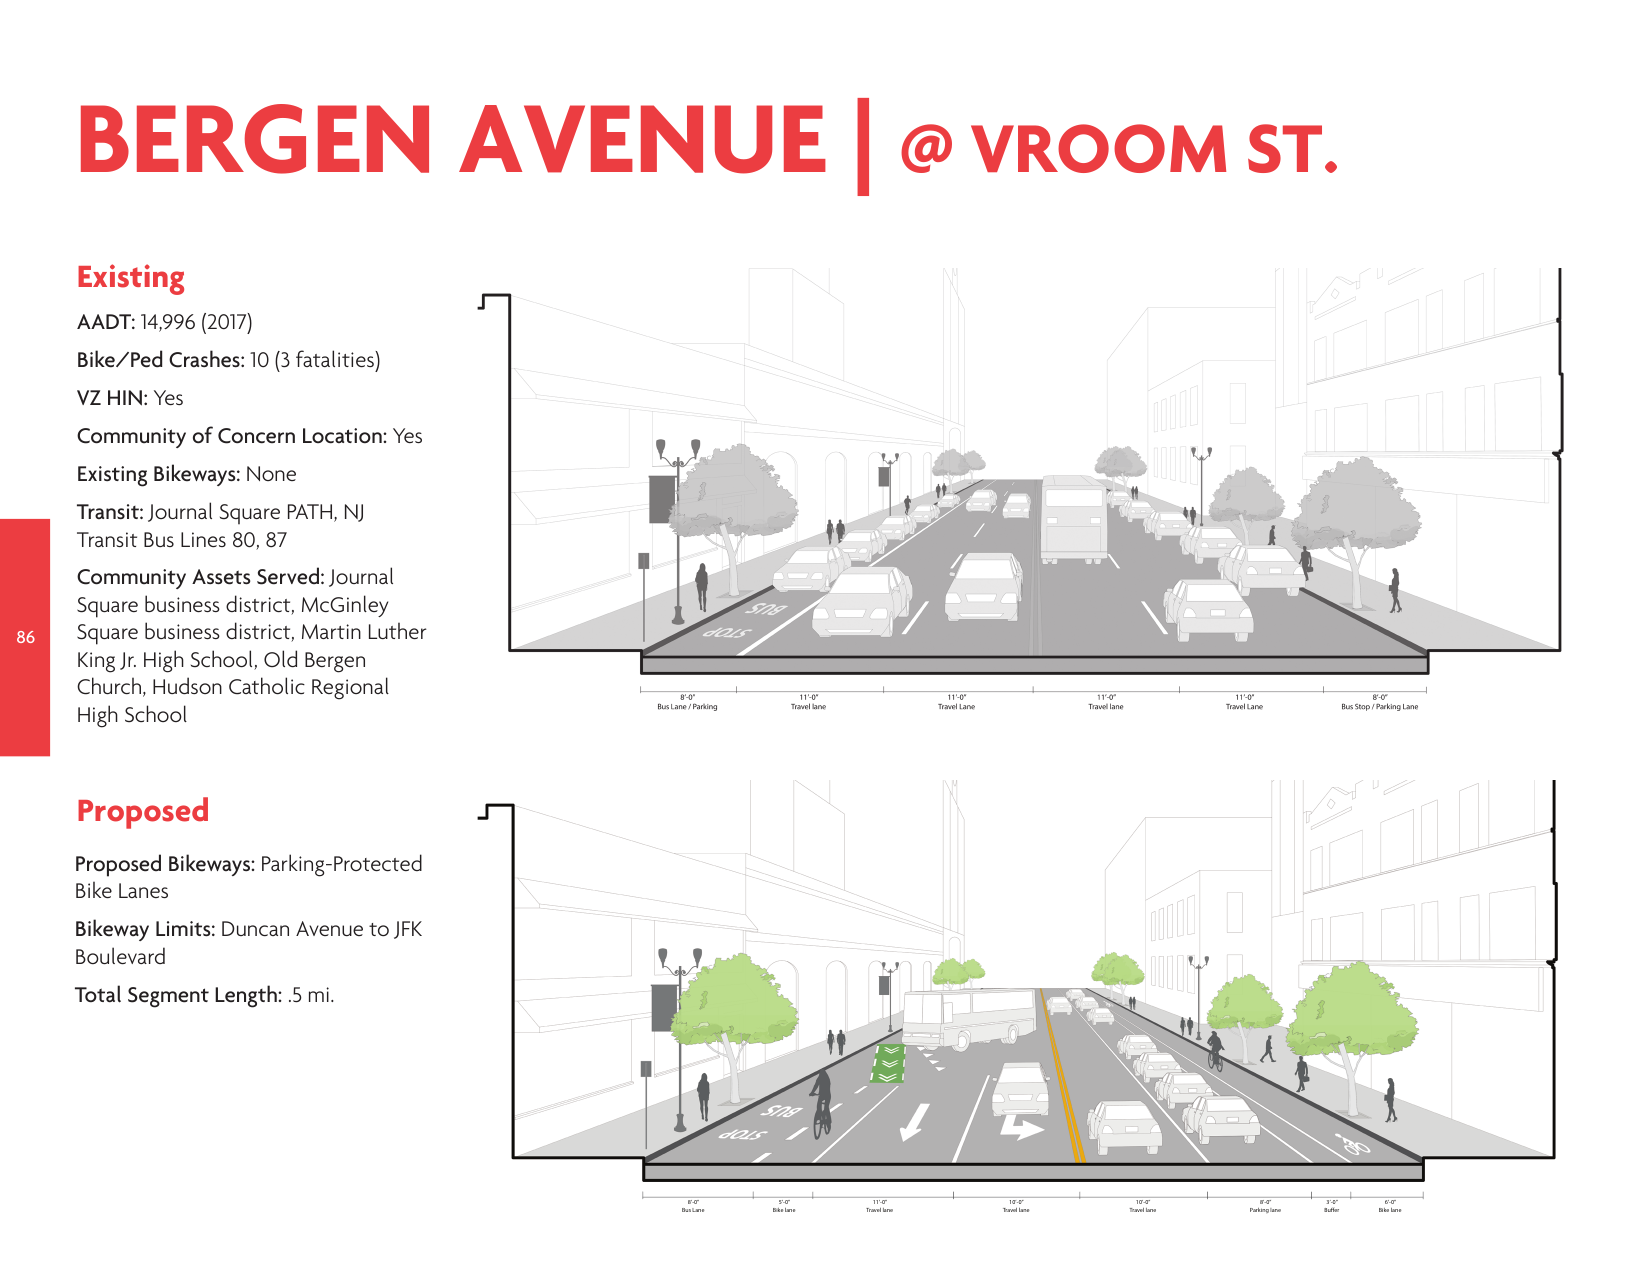 BERGEN AVENUE | @ VROOM ST.
Existing
AADT: 14,996 (2017)
Bike/Ped Crashes: 10 (3 fatalities)
VZ HIN: Yes
Community of Concern Location: Yes
Existing Bikeways: None
Transit: Journal Square PATH, NJ
Transit Bus Lines 80, 87
Community Assets Served: Journal
Square business district, McGinley
Square business district, Martin Luther
King Jr. High School, Old Bergen
Church, Hudson Catholic Regional
High School
86
BUS
STOP
8'-0" 11'-0" 11'-0" 11'-0" 11'-0" 8'-0"
Bus Lane / Parking Travel lane Travel Lane Travel lane Travel Lane Bus Stop / Parking Lane
Proposed
Proposed Bikeways: Parking-Protected
Bike Lanes
Bikeway Limits: Duncan Avenue to JFK
Boulevard
Total Segment Length: .5 mi.
BUS
STOP
8'-0" 5'-0" 11'-0" 10'-0" 10'-0" 8'-0" 3'-0" 6'-0"
Bus Lane Bike lane Travel lane Travel lane Travel lane Parking lane Buffer Bike lane